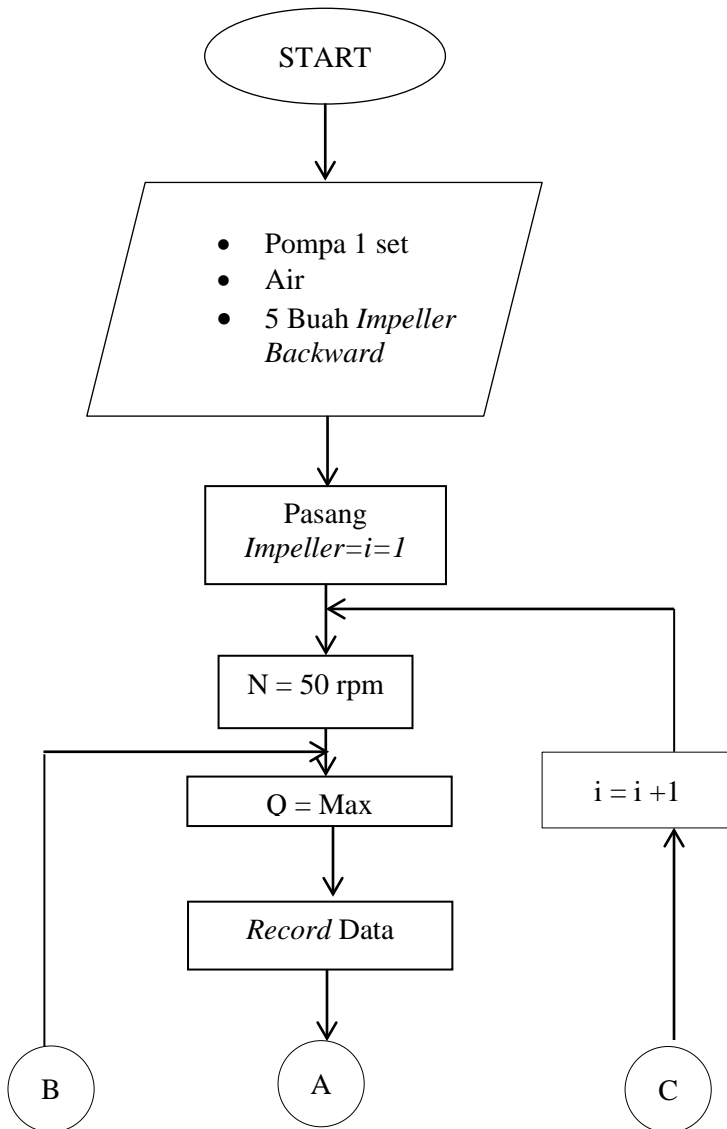 START
• Pompa 1 set
• Air
• 5 Buah Impeller
Backward
Pasang
Impeller=i=1
N = 50 rpm
Q = Max
i = i +1
Record Data
B
A
C